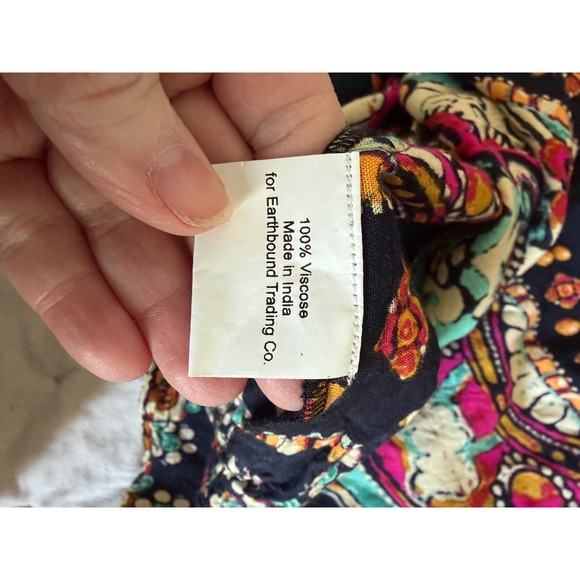 100% Viscose
Made in India
for Earthbound Trading Co.